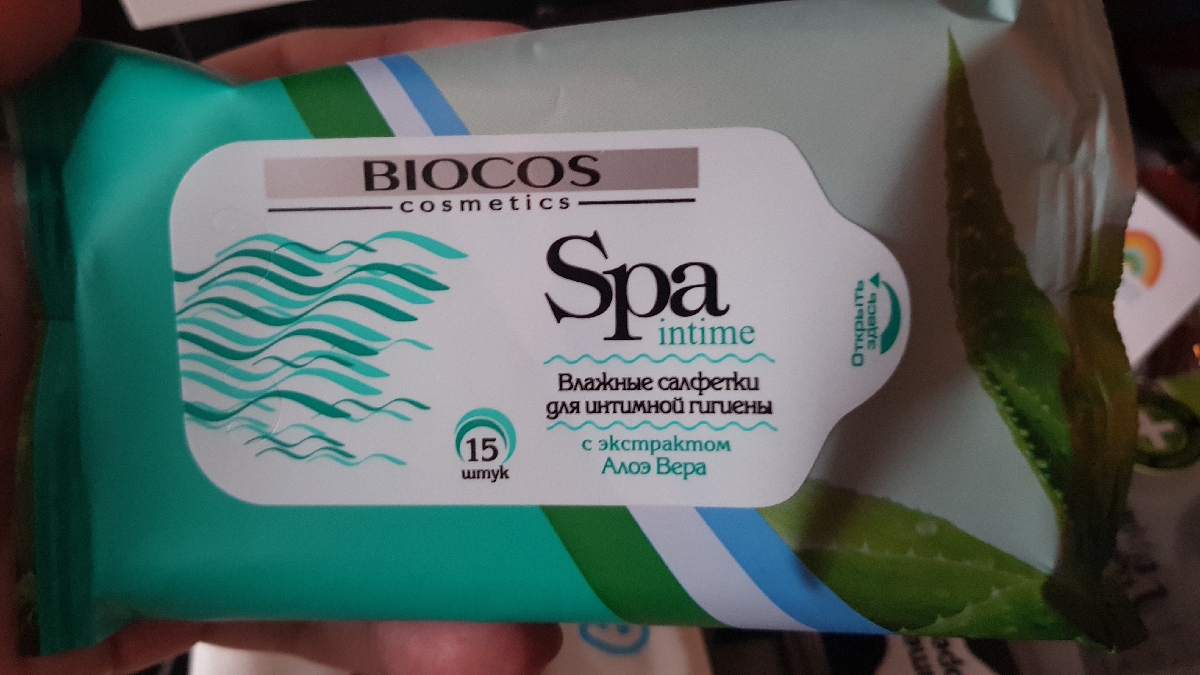 BIOCOS
cosmetics
Spa
intime
Влажные салфетки
для интимной гигиены
с экстрактом
Алоэ Вера
15
штук
Открыть
здесь